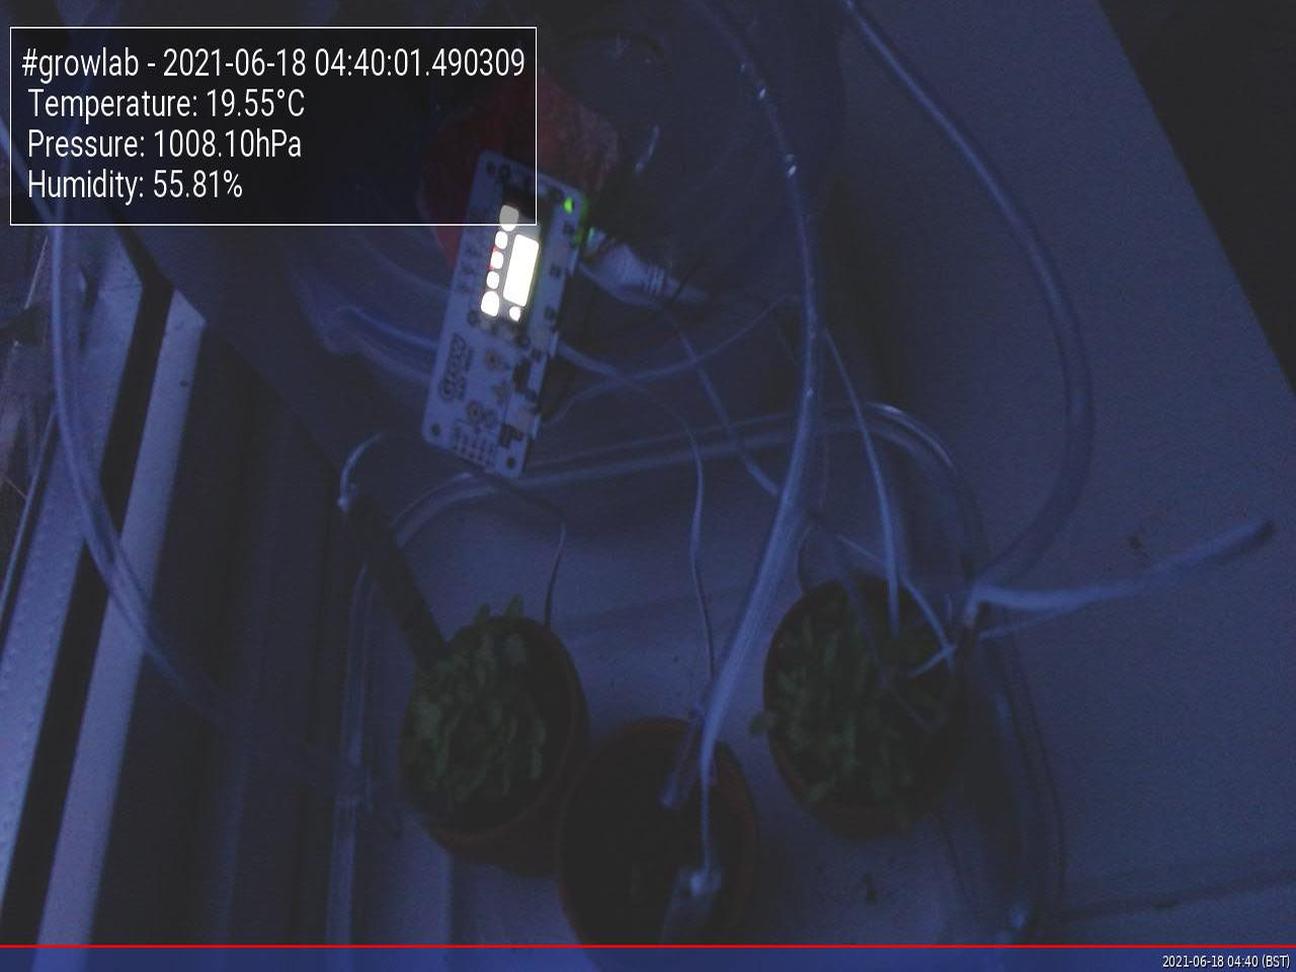 #growlab - 2021-06-18 04:40:01.490309
Temperature: 19.55°C
Pressure: 1008.10hPa
Humidity: 55.81%
GROW
2021-06-18 04:40 (BST)